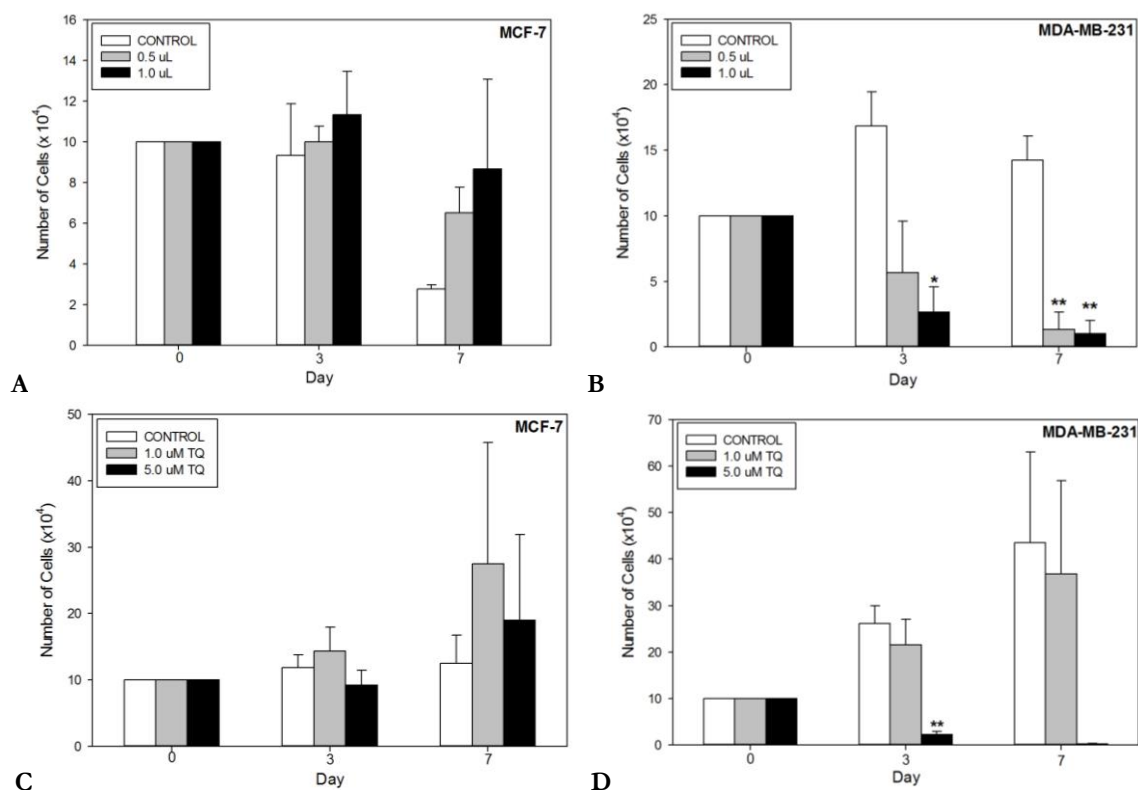 MCF-7
CONTROL
0.5 uL
1.0 uL
Number of Cells (x10⁴)
16
14
12
10
8
6
4
2
0
0 3 7
Day
A
MDA-MB-231
CONTROL
0.5 uL
1.0 uL
Number of Cells (x10⁴)
25
20
15
10
5
0
*
** **
0 3 7
Day
B
MCF-7
CONTROL
1.0 uM TQ
5.0 uM TQ
Number of Cells (x10⁴)
50
40
30
20
10
0
0 3 7
Day
C
MDA-MB-231
CONTROL
1.0 uM TQ
5.0 uM TQ
Number of Cells (x10⁴)
70
60
50
40
30
20
10
0
**
0 3 7
Day
D